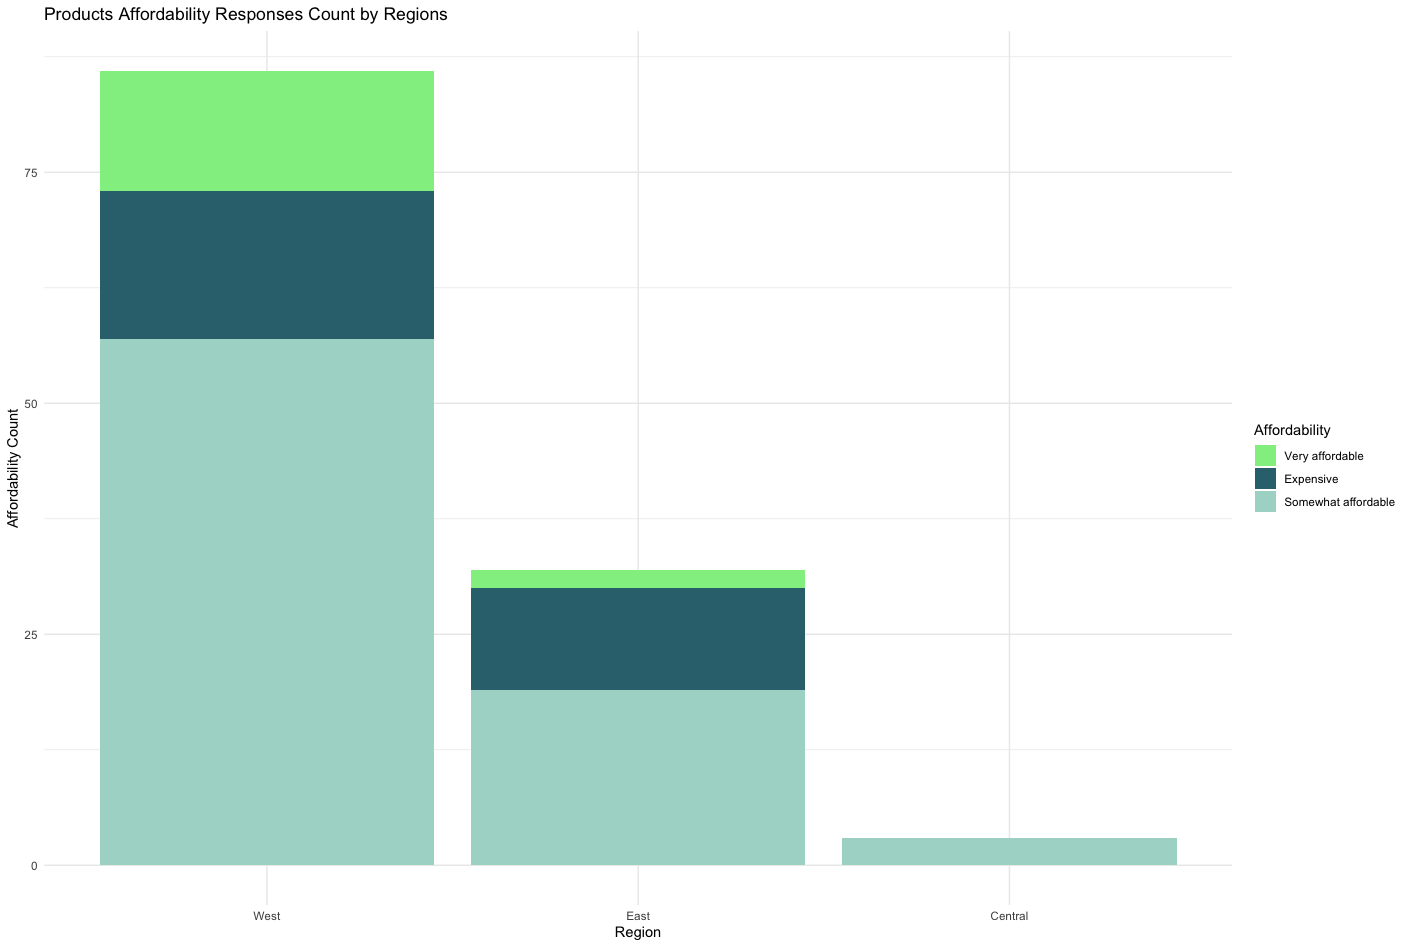 Products Affordability Responses Count by Regions
Affordability Count
75
50
25
0
West
East
Central
Region
Affordability
Very affordable
Expensive
Somewhat affordable